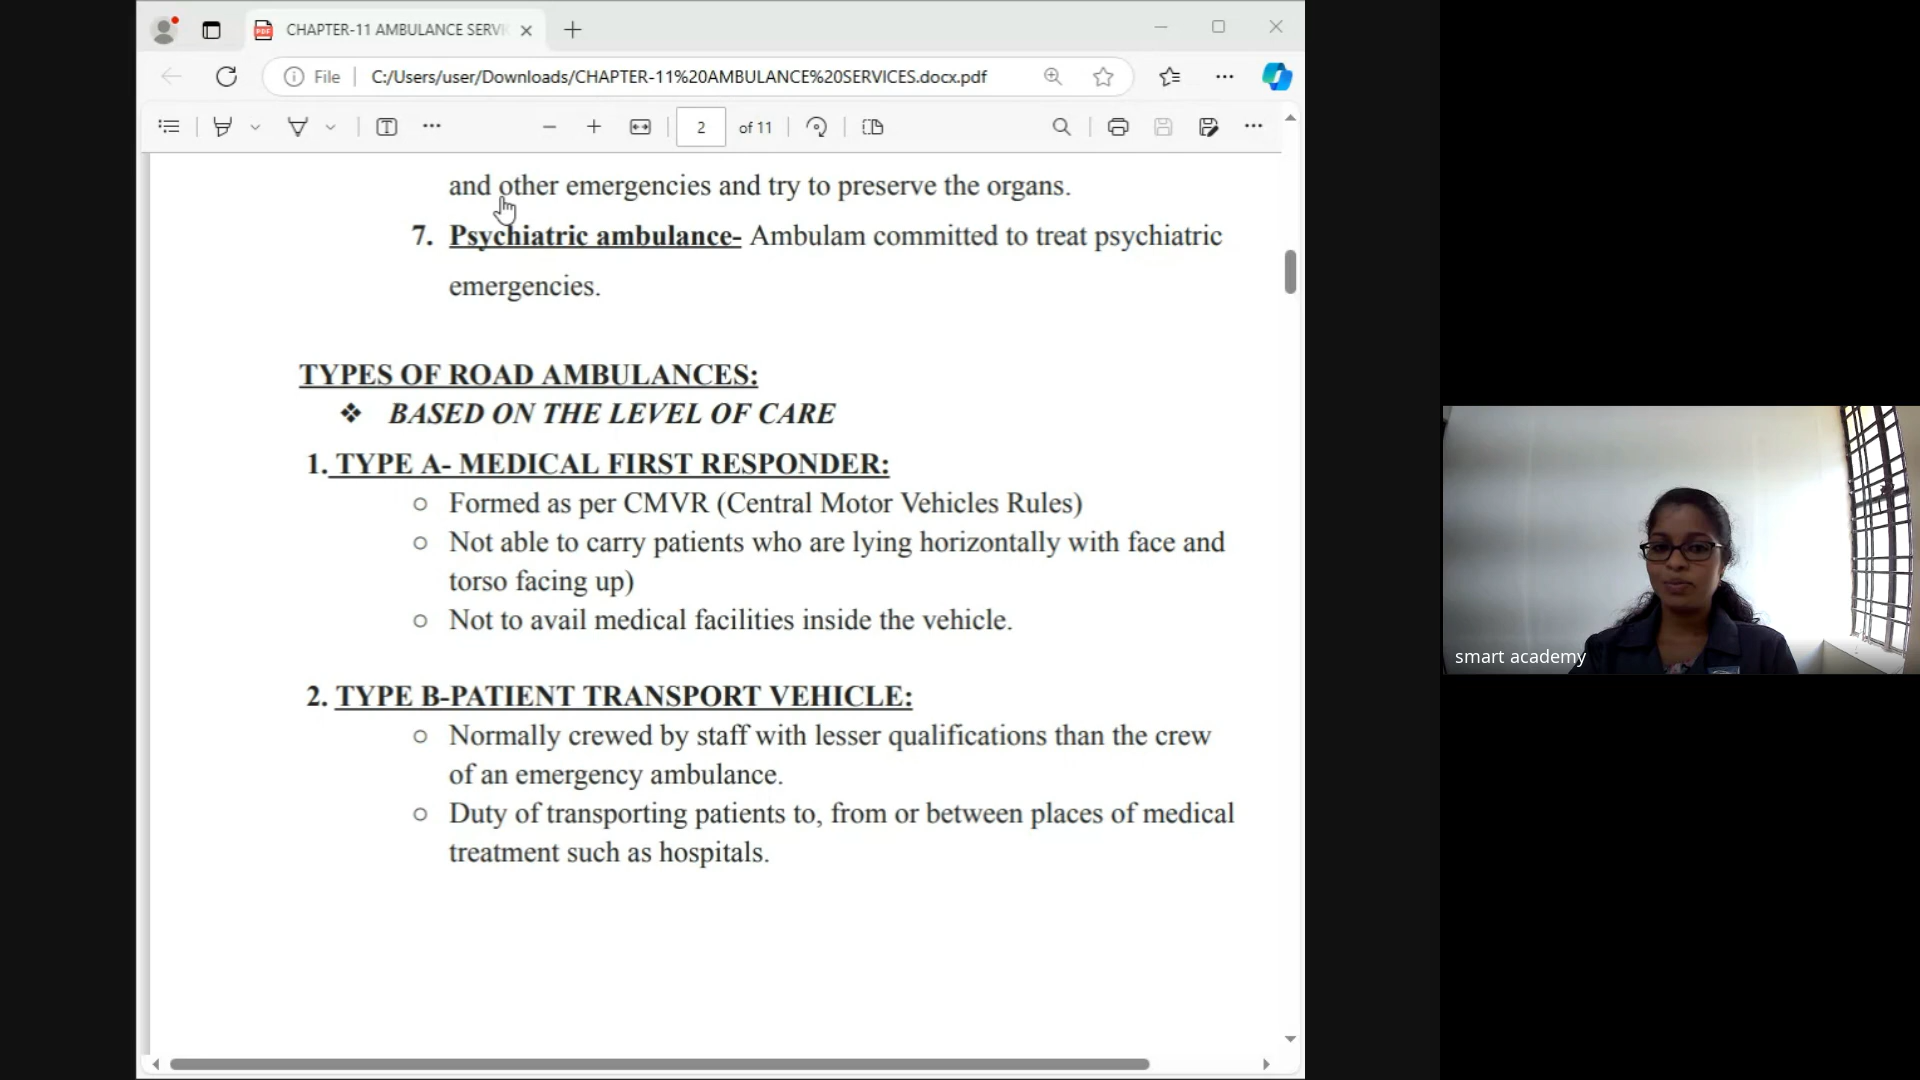 CHAPTER-11 AMBULANCE SERVI
File
C:/Users/user/Downloads/CHAPTER-11%20AMBULANCE%20SERVICES.docx.pdf
2 of 11
and other emergencies and try to preserve the organs.
7. Psychiatric ambulance- Ambulam committed to treat psychiatric
emergencies.
TYPES OF ROAD AMBULANCES:
❖ BASED ON THE LEVEL OF CARE
1. TYPE A- MEDICAL FIRST RESPONDER:
○ Formed as per CMVR (Central Motor Vehicles Rules)
○ Not able to carry patients who are lying horizontally with face and
torso facing up)
○ Not to avail medical facilities inside the vehicle.
2. TYPE B-PATIENT TRANSPORT VEHICLE:
○ Normally crewed by staff with lesser qualifications than the crew
of an emergency ambulance.
○ Duty of transporting patients to, from or between places of medical
treatment such as hospitals.
smart academy